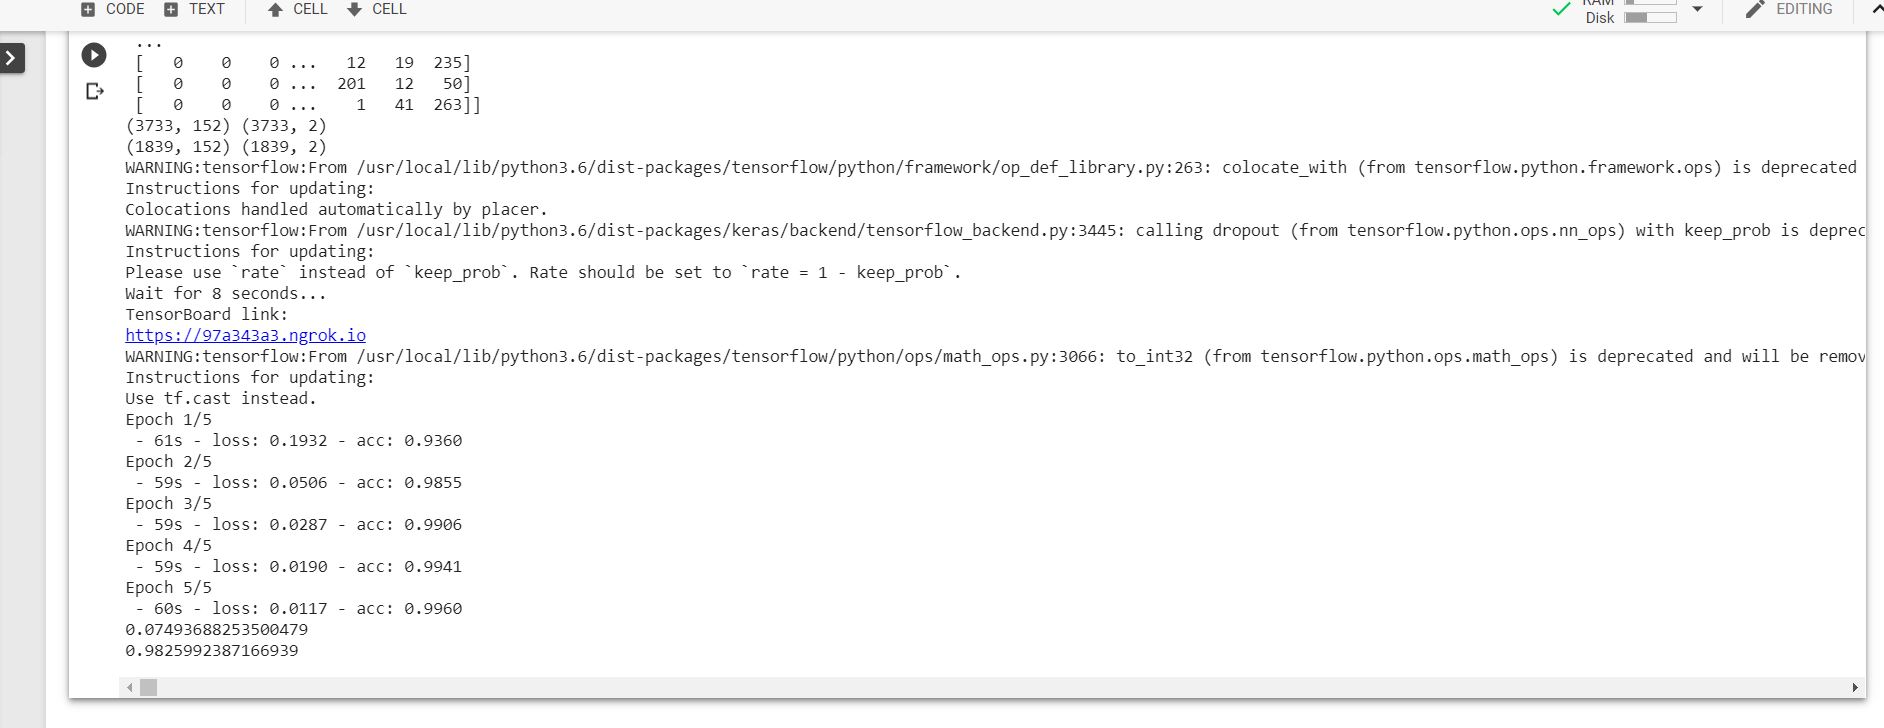 CODE TEXT CELL CELL
RAM
Disk
EDITING
...
[ 0 0 0 ... 12 19 235]
[ 0 0 0 ... 201 12 50]
[ 0 0 0 ... 1 41 263]]
(3733, 152) (3733, 2)
(1839, 152) (1839, 2)
WARNING:tensorflow:From /usr/local/lib/python3.6/dist-packages/tensorflow/python/framework/op_def_library.py:263: colocate_with (from tensorflow.python.framework.ops) is deprecated
Instructions for updating:
Colocations handled automatically by placer.
WARNING:tensorflow:From /usr/local/lib/python3.6/dist-packages/keras/backend/tensorflow_backend.py:3445: calling dropout (from tensorflow.python.ops.nn_ops) with keep_prob is deprec
Instructions for updating:
Please use `rate` instead of `keep_prob`. Rate should be set to `rate = 1 - keep_prob`.
Wait for 8 seconds...
TensorBoard link:
https://97a343a3.ngrok.io
WARNING:tensorflow:From /usr/local/lib/python3.6/dist-packages/tensorflow/python/ops/math_ops.py:3066: to_int32 (from tensorflow.python.ops.math_ops) is deprecated and will be remov
Instructions for updating:
Use tf.cast instead.
Epoch 1/5
- 61s - loss: 0.1932 - acc: 0.9360
Epoch 2/5
- 59s - loss: 0.0506 - acc: 0.9855
Epoch 3/5
- 59s - loss: 0.0287 - acc: 0.9906
Epoch 4/5
- 59s - loss: 0.0190 - acc: 0.9941
Epoch 5/5
- 60s - loss: 0.0117 - acc: 0.9960
0.07493688253500479
0.9825992387166939